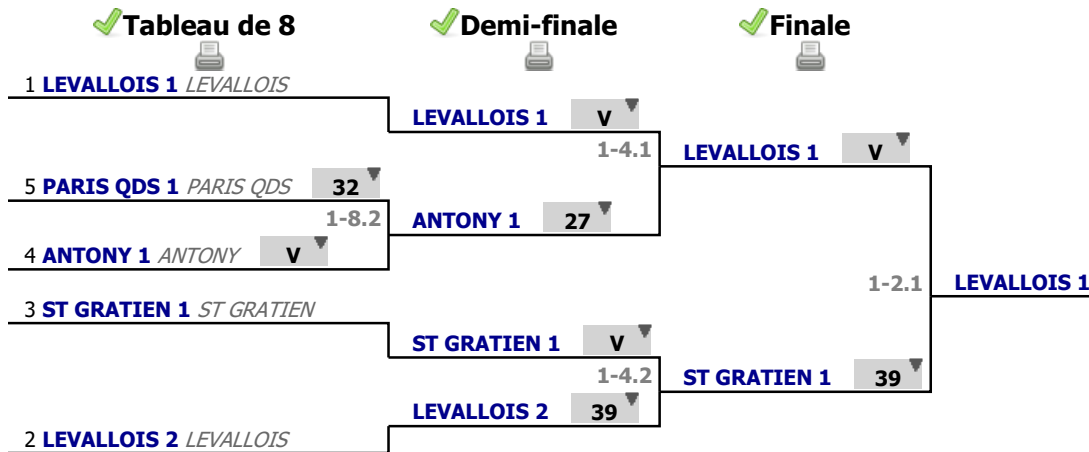 Tableau de 8 Demi-finale Finale
1 LEVALLOIS 1 LEVALLOIS
LEVALLOIS 1 V
1-4.1
LEVALLOIS 1 V
5 PARIS QDS 1 PARIS QDS 32
1-8.2
ANTONY 1 27
4 ANTONY 1 ANTONY V
1-2.1
LEVALLOIS 1
3 ST GRATIEN 1 ST GRATIEN
ST GRATIEN 1 V
1-4.2
ST GRATIEN 1 39
LEVALLOIS 2 39
2 LEVALLOIS 2 LEVALLOIS